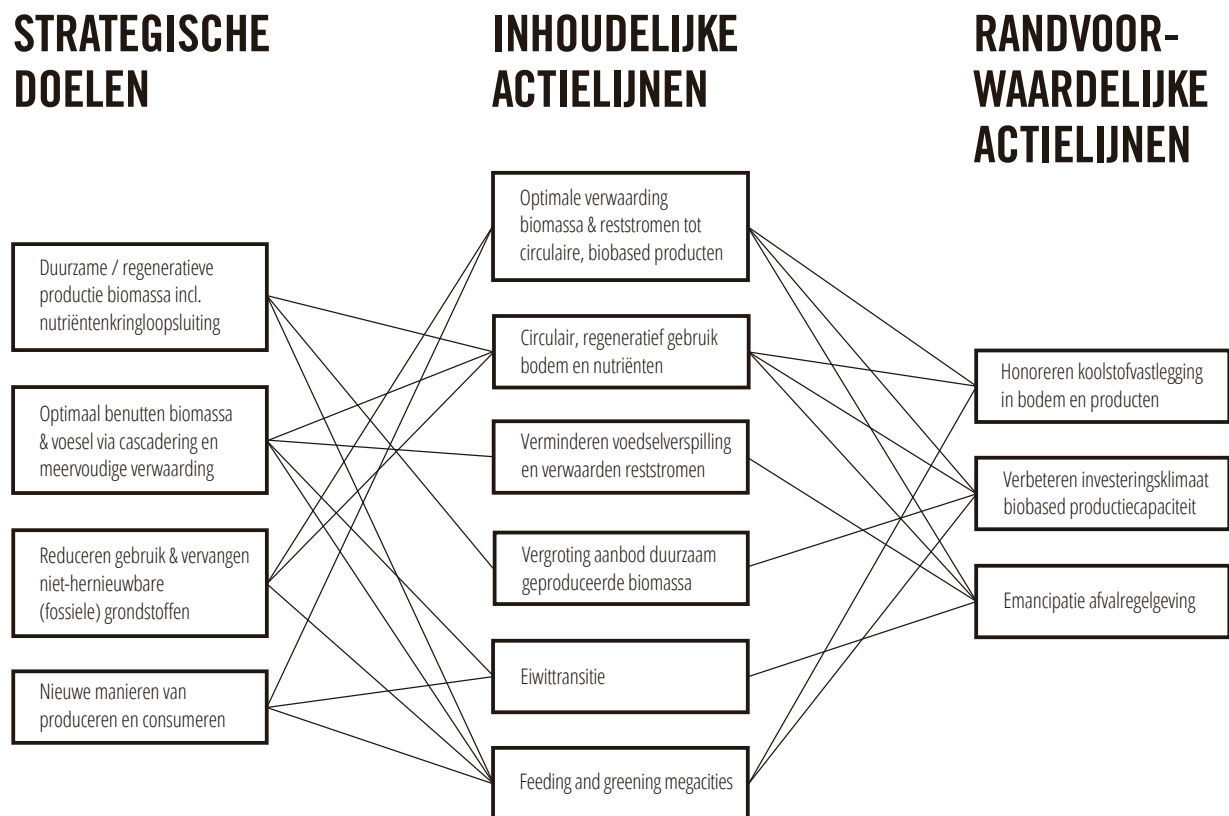 STRATEGISCHE
DOELEN
INHOUDELIJKE
ACTIELIJNEN
RANDVOOR-
WAARDELIJKE
ACTIELIJNEN
Duurzame / regeneratieve
productie biomassa incl.
nutriëntenkringloopsluiting
Optimaal benutten biomassa
& voesel via cascadering en
meervoudige verwaarding
Reduceren gebruik & vervangen
niet-hernieuwbare
(fossiele) grondstoffen
Nieuwe manieren van
produceren en consumeren
Optimale verwaarding
biomassa & reststromen tot
circulaire, biobased producten
Circulair, regeneratief gebruik
bodem en nutriënten
Verminderen voedselverspilling
en verwaarden reststromen
Vergroting aanbod duurzaam
geproduceerde biomassa
Eiwittransitie
Feeding and greening megacities
Honoreren koolstofvastlegging
in bodem en producten
Verbeteren investeringsklimaat
biobased productiecapaciteit
Emancipatie afvalregelgeving